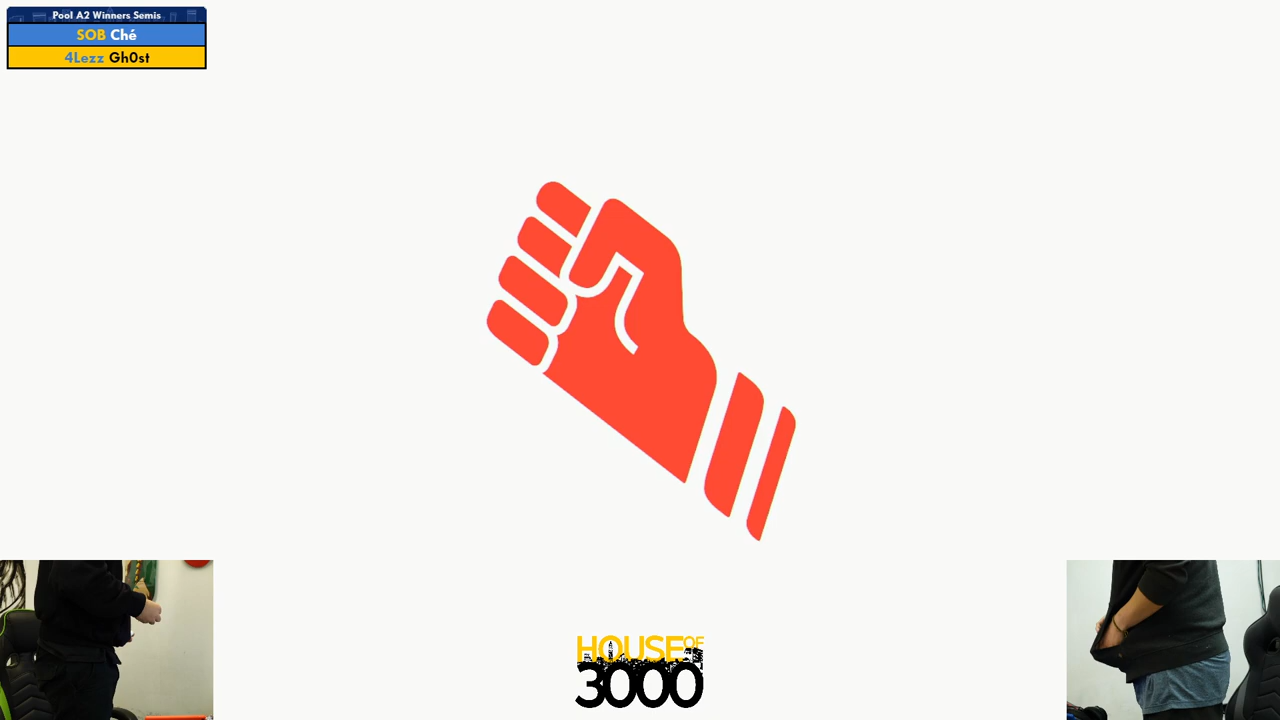 Pool A2 Winners Semis
SOB Ché
4Lezz Gh0st
HOUSE OF
3000